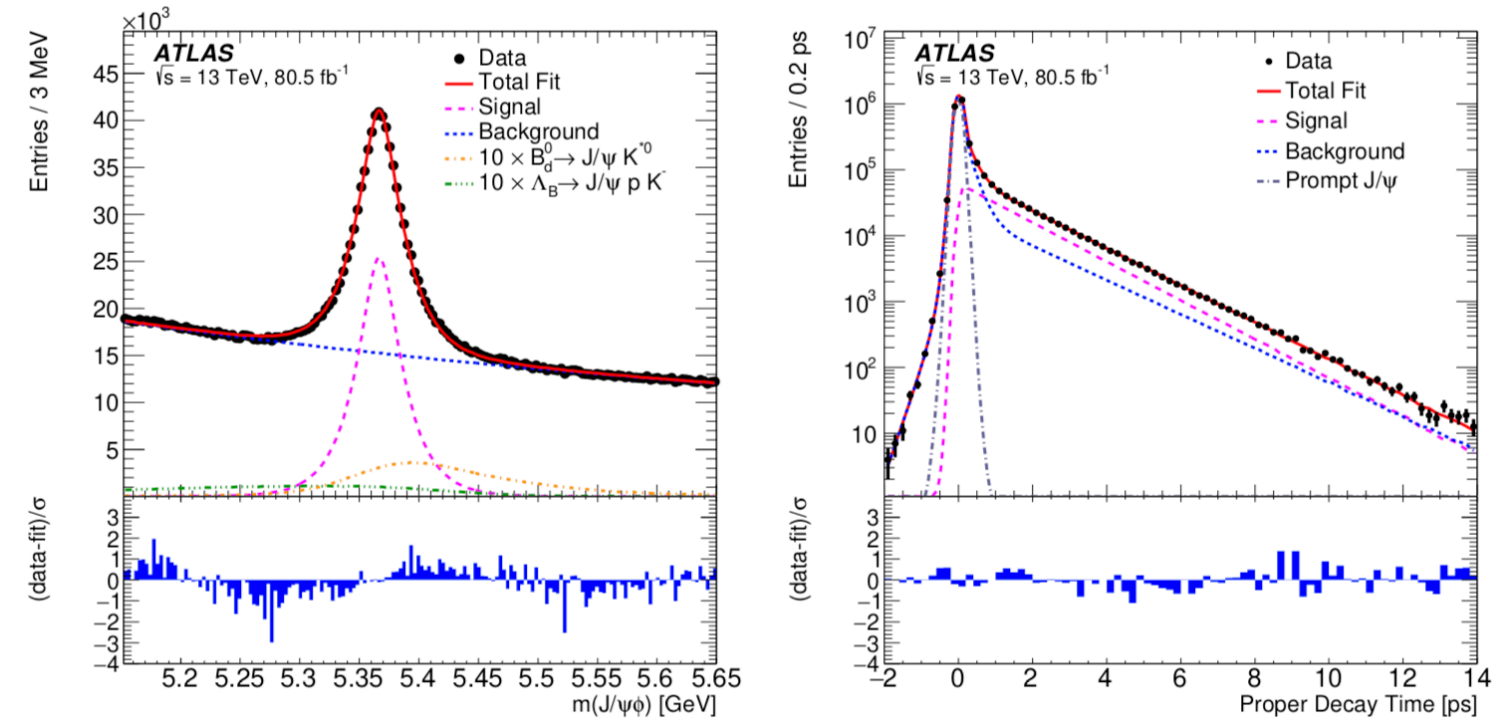 ×10³
Entries / 3 MeV
ATLAS
√s = 13 TeV, 80.5 fb⁻¹
Data
Total Fit
Signal
Background
10 × B⁰d → J/ψ K*⁰
10 × ΛB → J/ψ p K⁻
45
40
35
30
25
20
15
10
5
(data-fit)/σ
3
2
1
0
−1
−2
−3
−4
5.2 5.25 5.3 5.35 5.4 5.45 5.5 5.55 5.6 5.65
m(J/ψϕ) [GeV]
Entries / 0.2 ps
ATLAS
√s = 13 TeV, 80.5 fb⁻¹
Data
Total Fit
Signal
Background
Prompt J/ψ
10⁷
10⁶
10⁵
10⁴
10³
10²
10
(data-fit)/σ
3
2
1
0
−1
−2
−3
−4
−2 0 2 4 6 8 10 12 14
Proper Decay Time [ps]